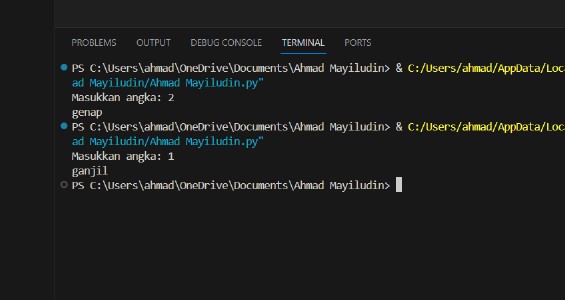 PROBLEMS OUTPUT DEBUG CONSOLE TERMINAL PORTS
PS C:\Users\ahmad\OneDrive\Documents\Ahmad Mayiludin> & C:/Users/ahmad/AppData/Loc
ad Mayiludin/Ahmad Mayiludin.py"
Masukkan angka: 2
genap
PS C:\Users\ahmad\OneDrive\Documents\Ahmad Mayiludin> & C:/Users/ahmad/AppData/Loc
ad Mayiludin/Ahmad Mayiludin.py"
Masukkan angka: 1
ganjil
PS C:\Users\ahmad\OneDrive\Documents\Ahmad Mayiludin>